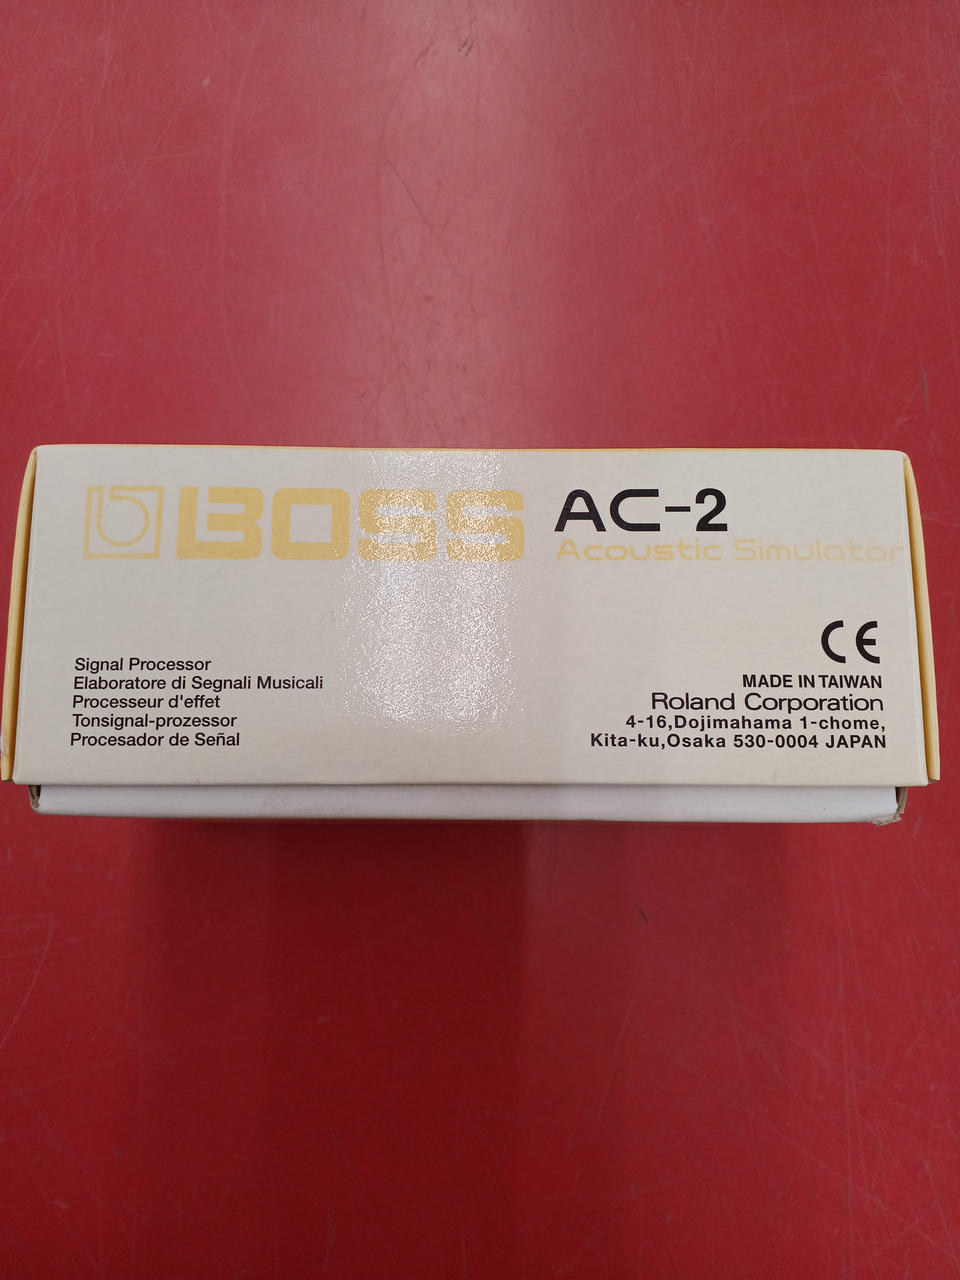 BOSS AC-2
Acoustic Simulator
Signal Processor
Elaboratore di Segnali Musicali
Processeur d'effet
Tonsignal-prozessor
Procesador de Señal
CE
MADE IN TAIWAN
Roland Corporation
4-16,Dojimahama 1-chome,
Kita-ku,Osaka 530-0004 JAPAN